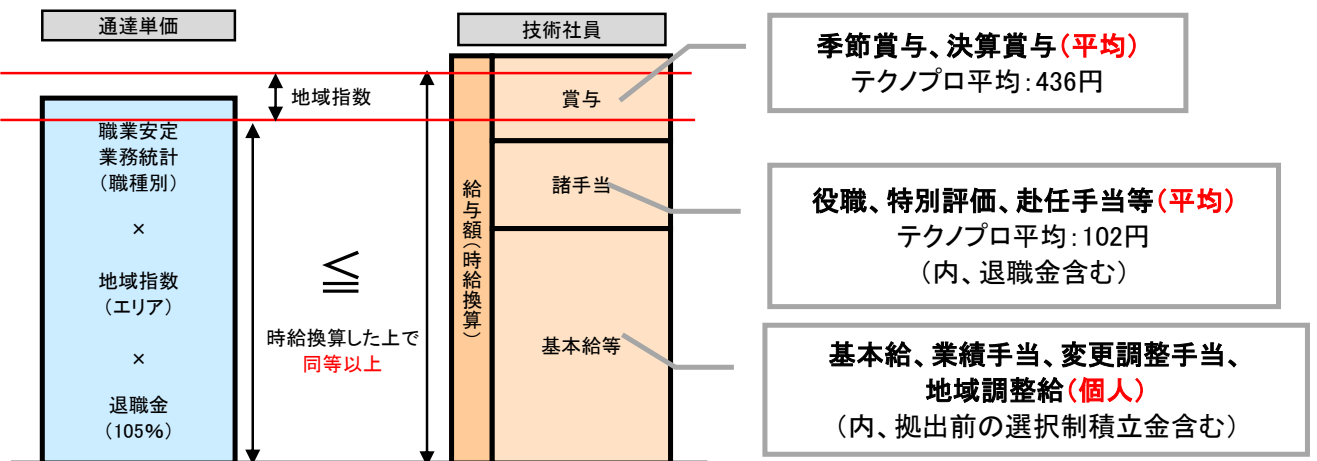 通達単価
職業安定
業務統計
（職種別）
×
地域指数
（エリア）
×
退職金
（105%）
地域指数
≦
時給換算した上で
同等以上
技術社員
給与額（時給換算）
賞与
諸手当
基本給等
季節賞与、決算賞与（平均）
テクノプロ平均：436円
役職、特別評価、赴任手当等（平均）
テクノプロ平均：102円
（内、退職金含む）
基本給、業績手当、変更調整手当、
地域調整給（個人）
（内、拠出前の選択制積立金含む）